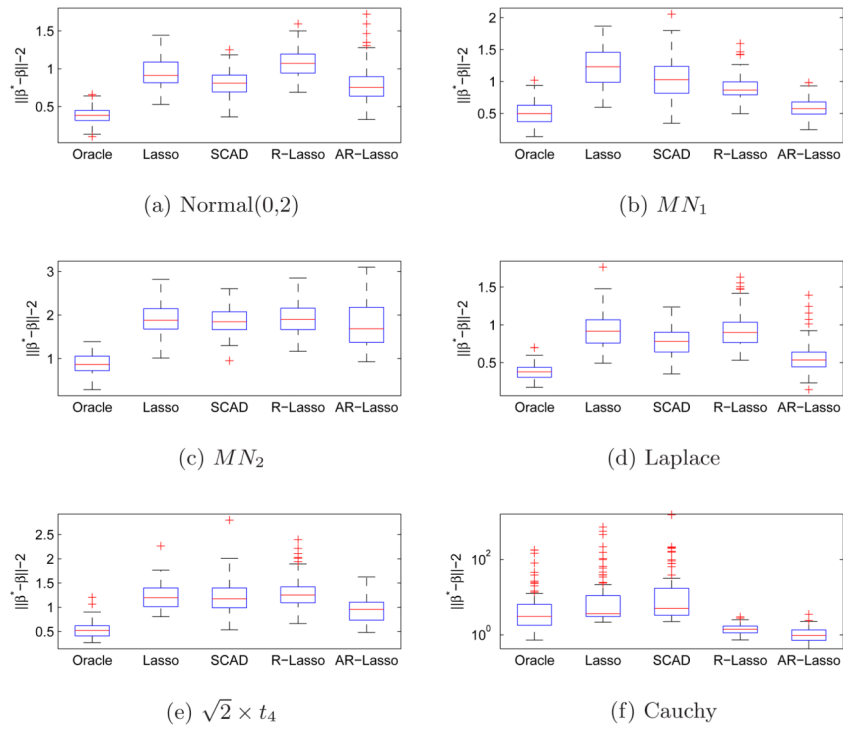 ||β*−β||−2
1.5
1
0.5
Oracle Lasso SCAD R−Lasso AR−Lasso
(a) Normal(0,2)
||β*−β||−2
2
1.5
1
0.5
Oracle Lasso SCAD R−Lasso AR−Lasso
(b) MN₁
||β*−β||−2
3
2
1
Oracle Lasso SCAD R−Lasso AR−Lasso
(c) MN₂
||β*−β||−2
1.5
1
0.5
Oracle Lasso SCAD R−Lasso AR−Lasso
(d) Laplace
||β*−β||−2
2.5
2
1.5
1
0.5
Oracle Lasso SCAD R−Lasso AR−Lasso
(e) √2 × t₄
||β*−β||−2
10²
10⁰
Oracle Lasso SCAD R−Lasso AR−Lasso
(f) Cauchy